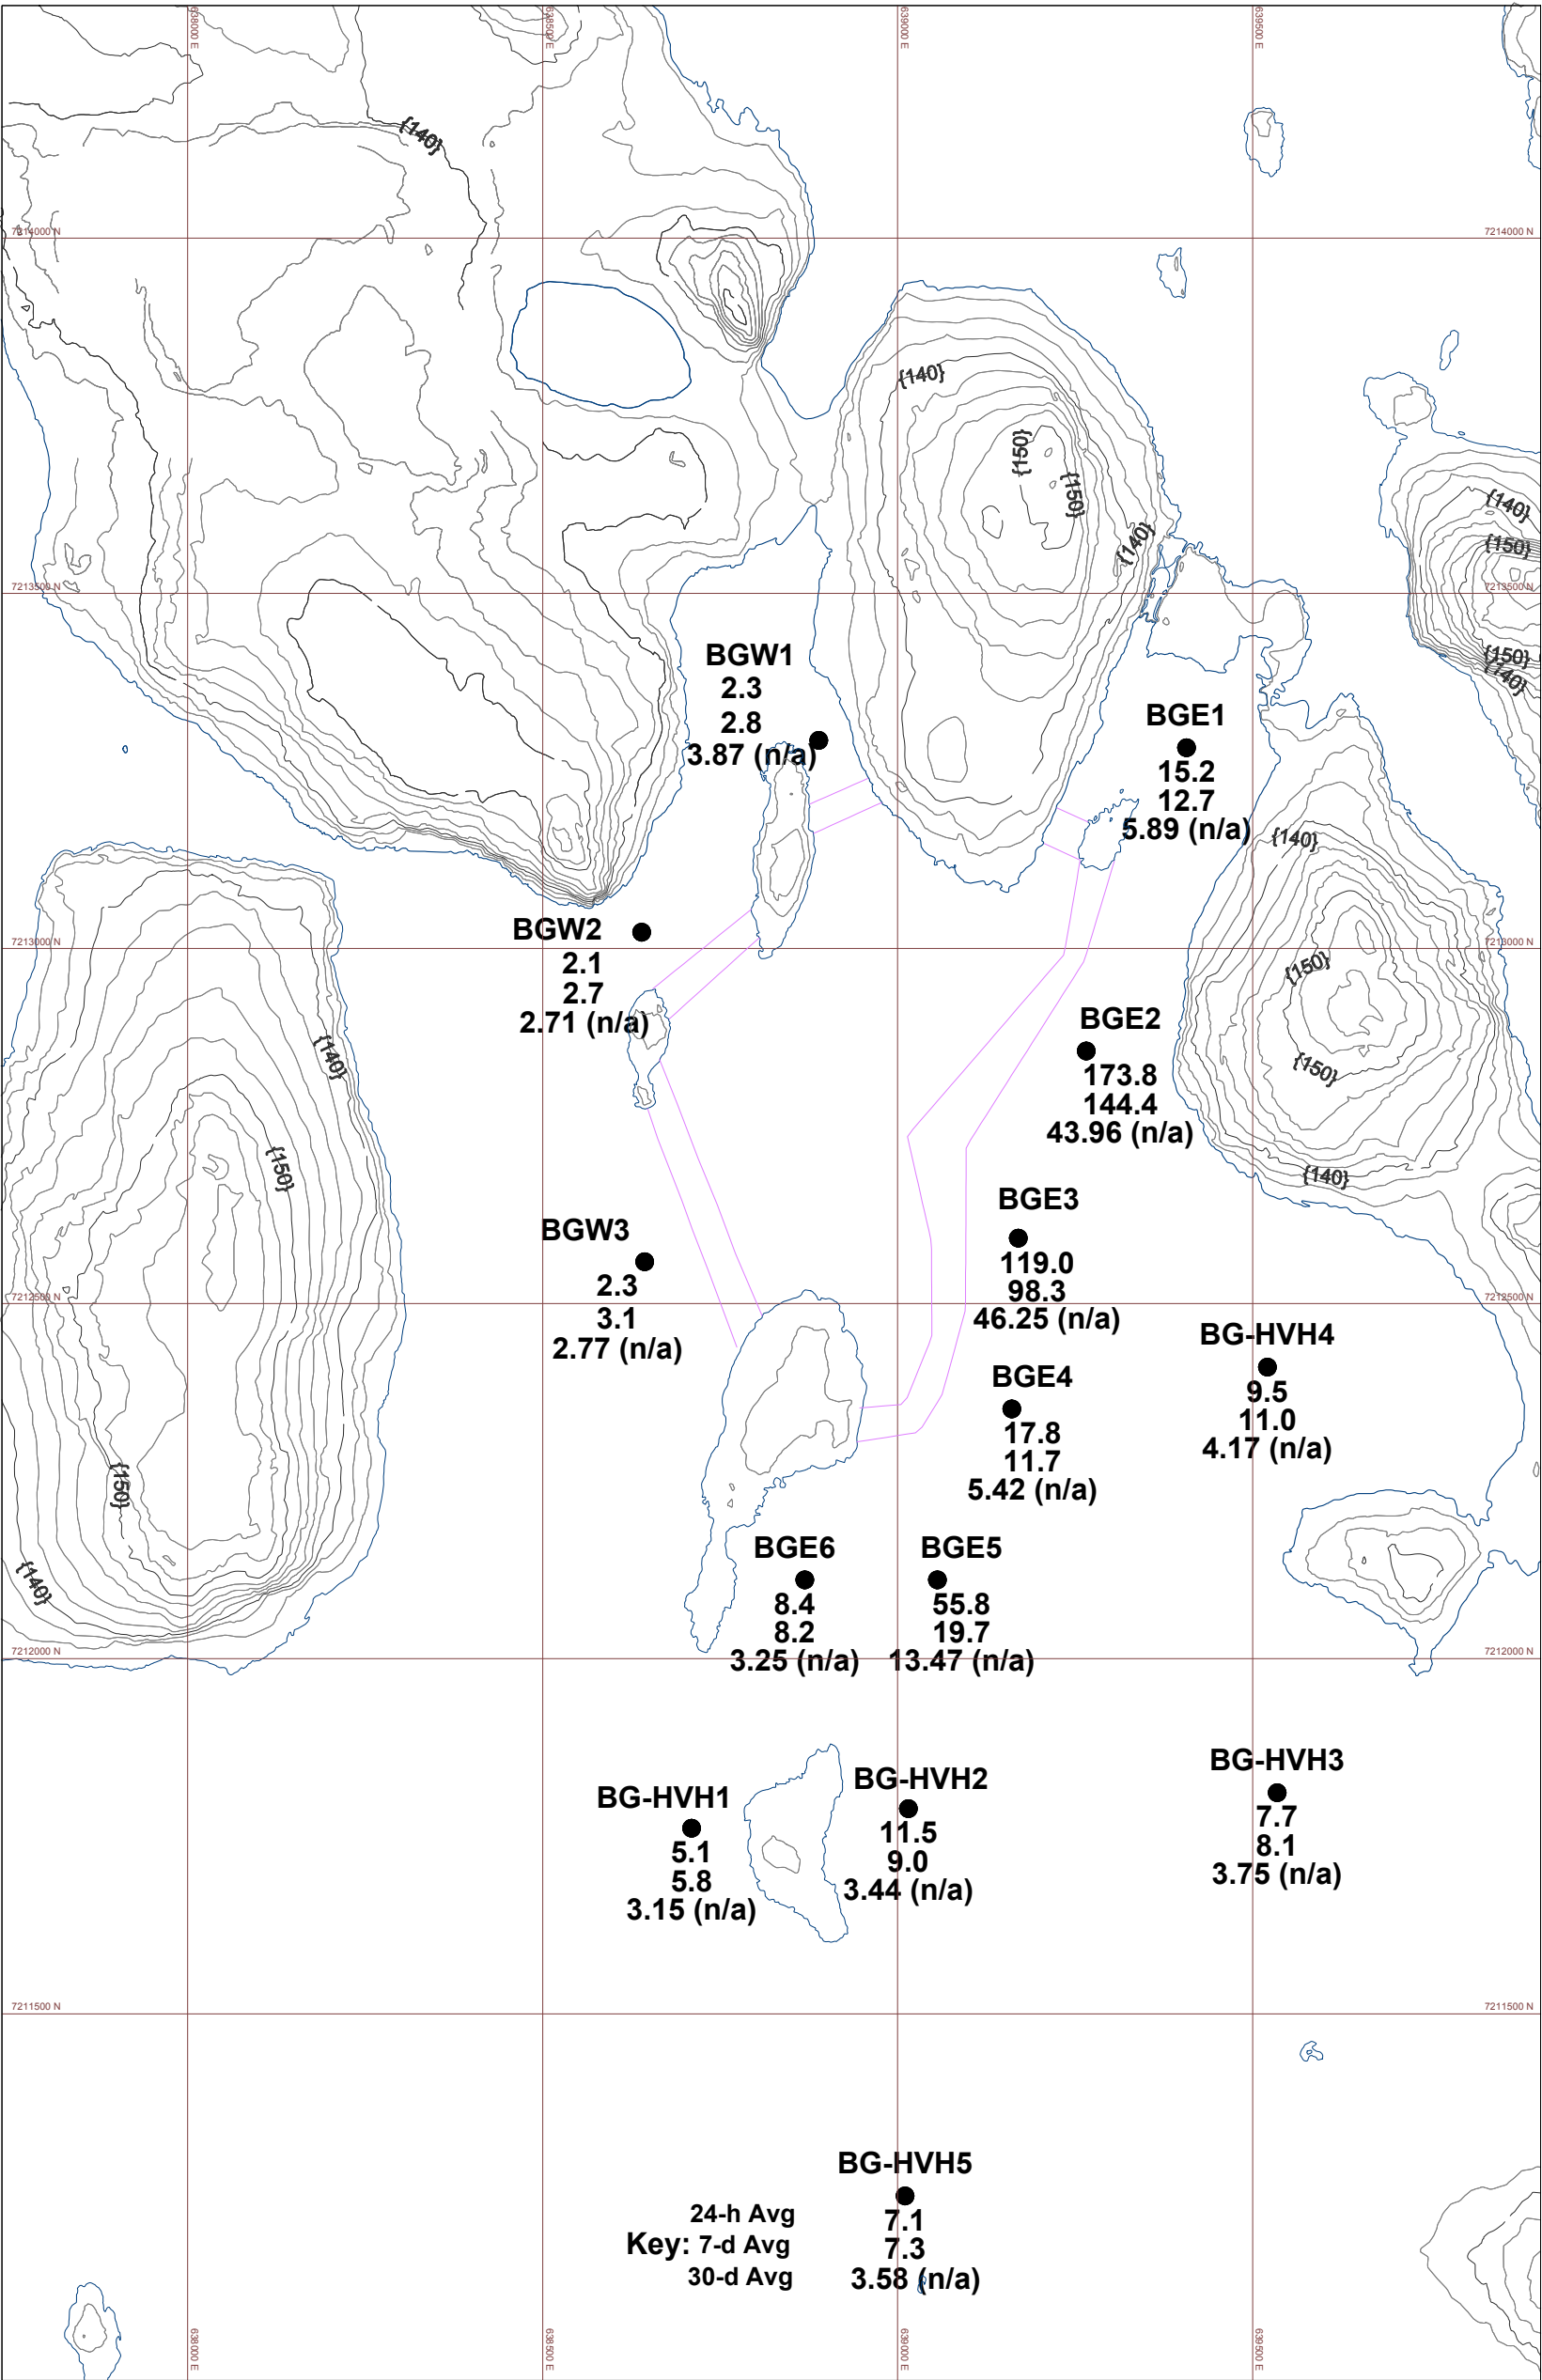 638000 E
638500 E
639000 E
639500 E
{140}
7214000 N
7214000 N
{140}
{150}
{150}
{140}
{140}
{150}
7213500 N
7213500 N
{150}
{140}
BGW1
2.3
2.8
3.87 (n/a)
BGE1
15.2
12.7
5.89 (n/a)
{140}
BGW2
2.1
2.7
2.71 (n/a)
7213000 N
7213000 N
{150}
{150}
{140}
BGE2
173.8
144.4
43.96 (n/a)
{140}
{150}
BGE3
119.0
98.3
46.25 (n/a)
BGW3
2.3
3.1
2.77 (n/a)
7212500 N
7212500 N
BG-HVH4
9.5
11.0
4.17 (n/a)
BGE4
17.8
11.7
5.42 (n/a)
{150}
{140}
BGE6
8.4
8.2
3.25 (n/a)
BGE5
55.8
19.7
13.47 (n/a)
7212000 N
7212000 N
BG-HVH1
5.1
5.8
3.15 (n/a)
BG-HVH2
11.5
9.0
3.44 (n/a)
BG-HVH3
7.7
8.1
3.75 (n/a)
7211500 N
7211500 N
BG-HVH5
7.1
7.3
3.58 (n/a)
24-h Avg
Key: 7-d Avg
30-d Avg
638000 E
638500 E
639000 E
639500 E